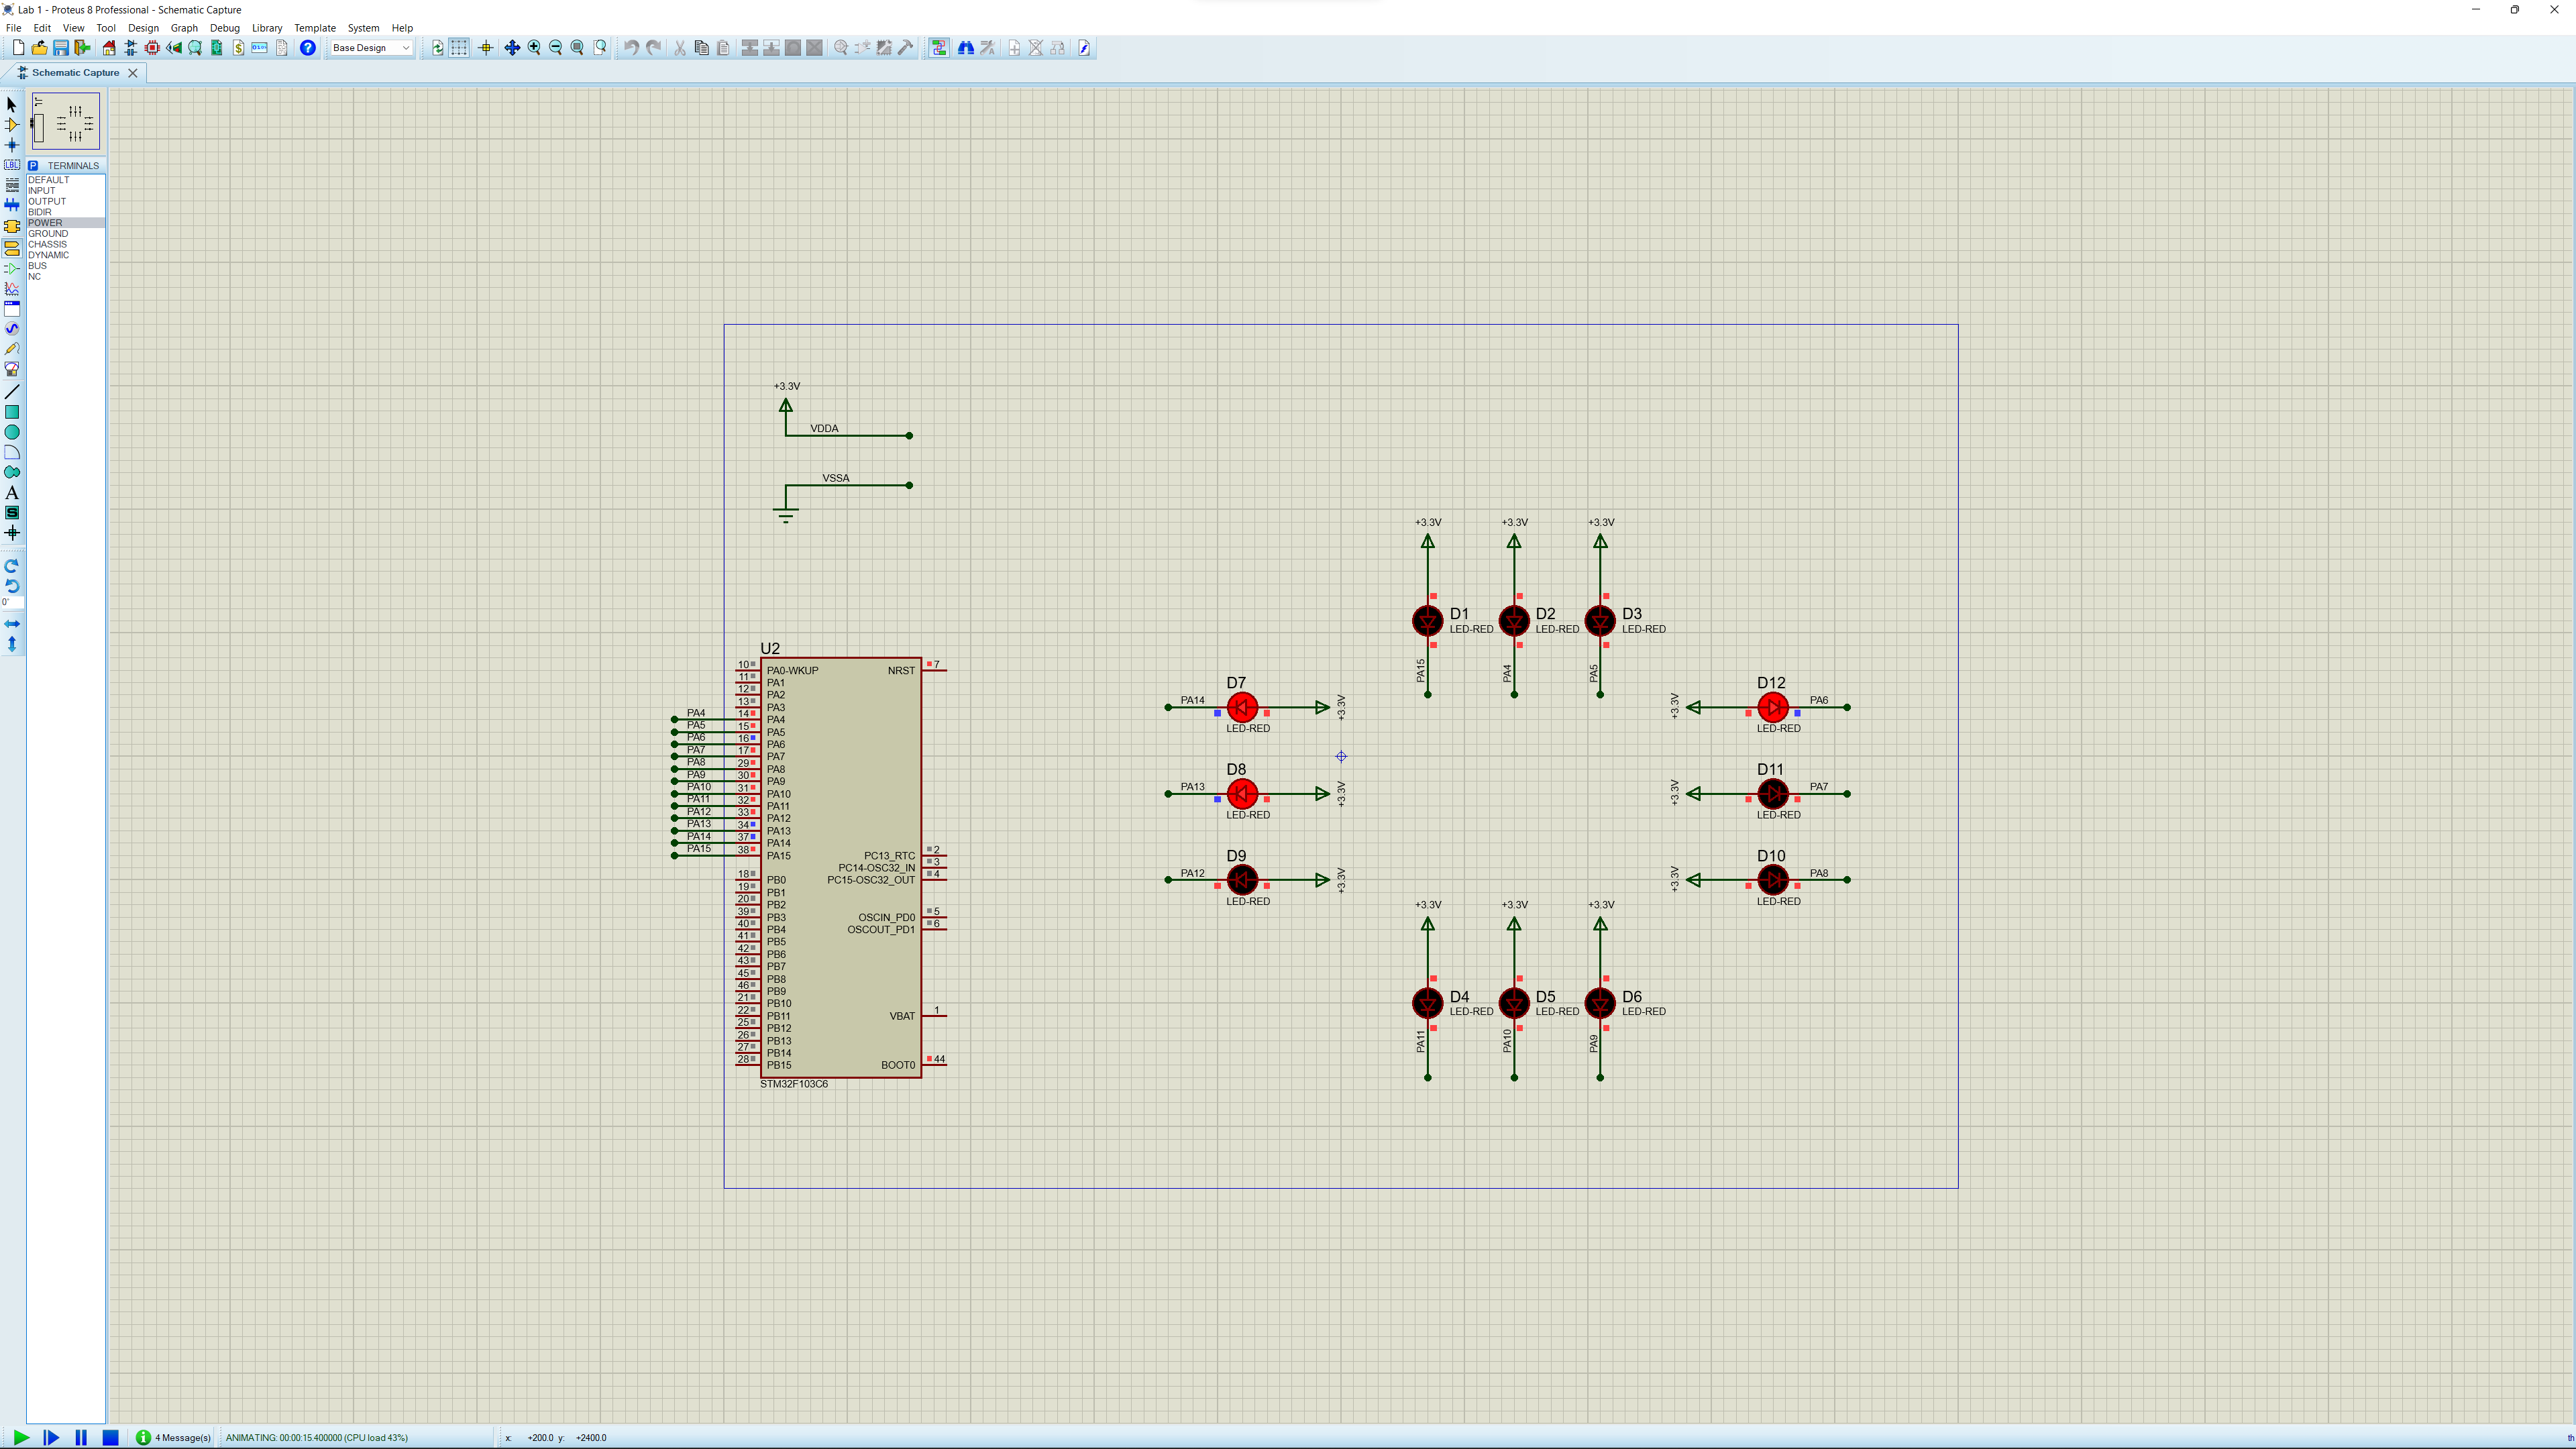 Lab 1 - Proteus 8 Professional - Schematic Capture
File Edit View Tool Design Graph Debug Library Template System Help
Base Design
Schematic Capture
P TERMINALS
DEFAULT
INPUT
OUTPUT
BIDIR
POWER
GROUND
CHASSIS
DYNAMIC
BUS
NC
LBL
A
S
0°
+3.3V
VDDA
VSSA
U2
10 PA0-WKUP NRST 7
11 PA1
12 PA2
13 PA3
PA4 14 PA4
PA5 15 PA5
PA6 16 PA6
PA7 17 PA7
PA8 29 PA8
PA9 30 PA9
PA10 31 PA10
PA11 32 PA11
PA12 33 PA12
PA13 34 PA13
PA14 37 PA14
PA15 38 PA15 PC13_RTC 2
PC14-OSC32_IN 3
18 PB0 PC15-OSC32_OUT 4
19 PB1
20 PB2
39 PB3 OSCIN_PD0 5
40 PB4 OSCOUT_PD1 6
41 PB5
42 PB6
43 PB7
45 PB8
46 PB9
21 PB10
22 PB11 VBAT 1
25 PB12
26 PB13
27 PB14
28 PB15 BOOT0 44
STM32F103C6
+3.3V +3.3V +3.3V
D1 D2 D3
LED-RED LED-RED LED-RED
PA15 PA4 PA5
D7
PA14 +3.3V
LED-RED
D8
PA13 +3.3V
LED-RED
D9
PA12 +3.3V
LED-RED
D12
+3.3V PA6
LED-RED
D11
+3.3V PA7
LED-RED
D10
+3.3V PA8
LED-RED
+3.3V +3.3V +3.3V
D4 D5 D6
LED-RED LED-RED LED-RED
PA11 PA10 PA9
4 Message(s) ANIMATING: 00:00:15.400000 (CPU load 43%) x: +200.0 y: +2400.0 th